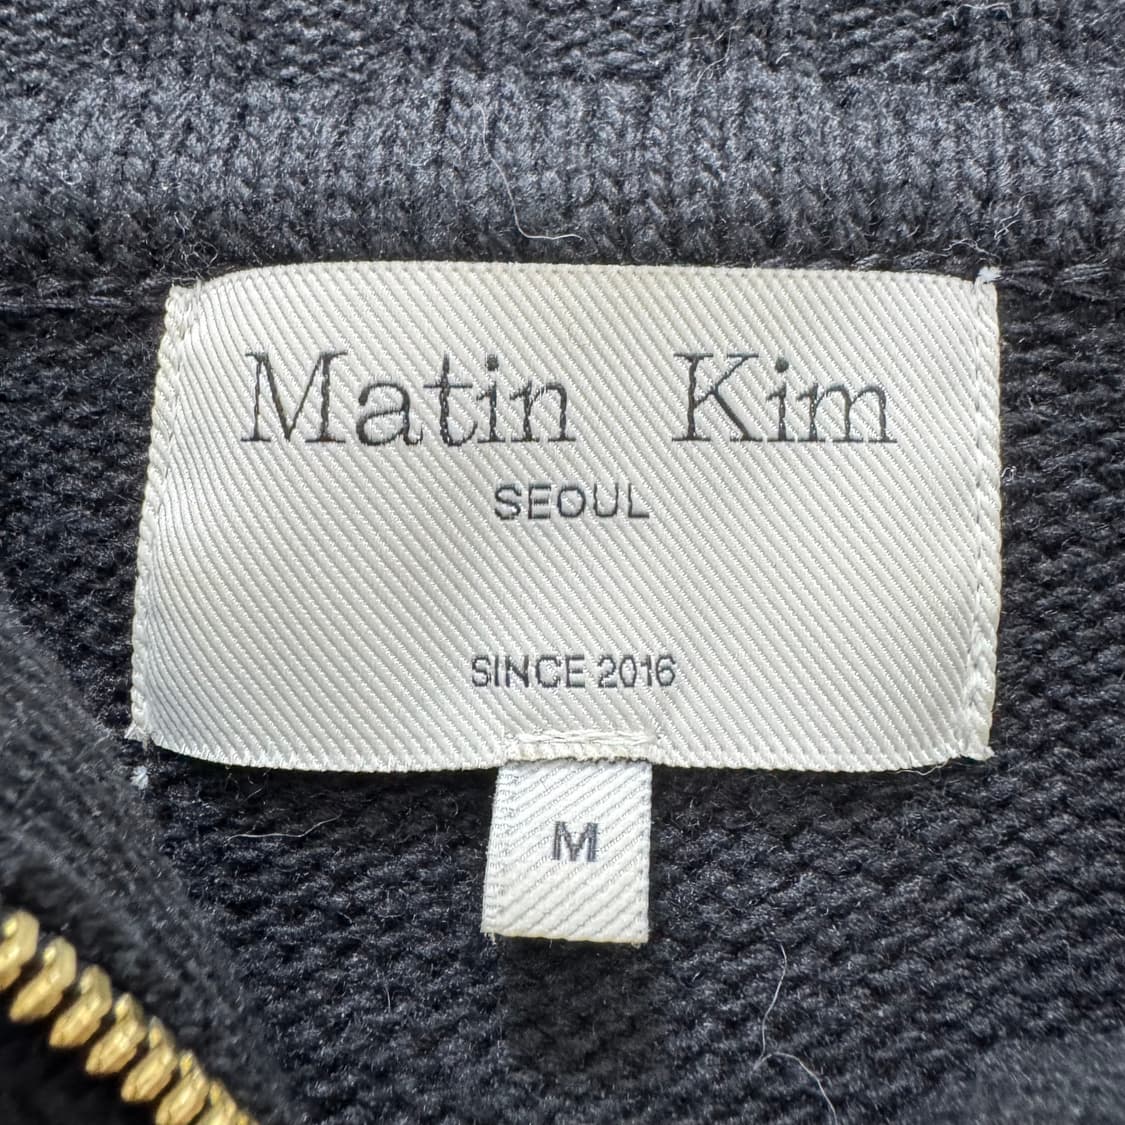 Matin Kim
SEOUL
SINCE 2016
M